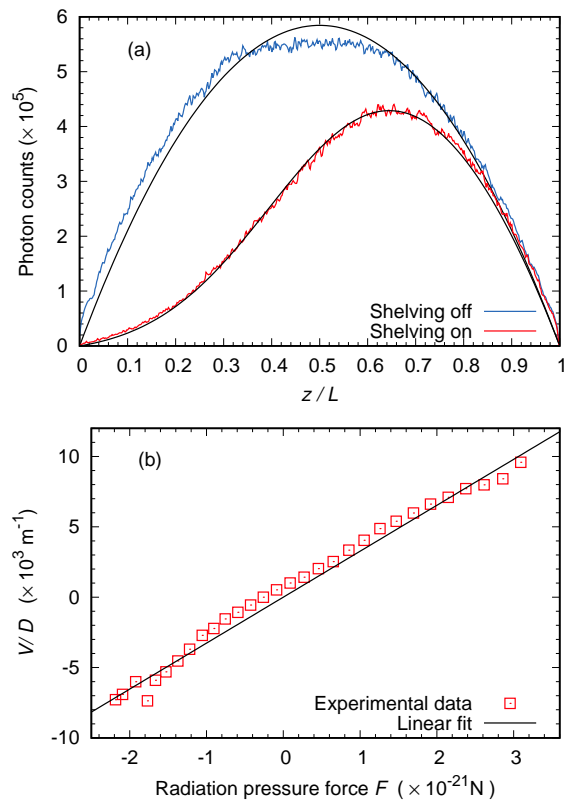 (a)
Photon counts (× 10⁵)
6
5
4
3
2
1
0
Shelving off
Shelving on
0 0.1 0.2 0.3 0.4 0.5 0.6 0.7 0.8 0.9 1
z / L
(b)
V/D (× 10³ m⁻¹)
10
5
0
-5
-10
Experimental data
Linear fit
-2 -1 0 1 2 3
Radiation pressure force F ( × 10⁻²¹N )